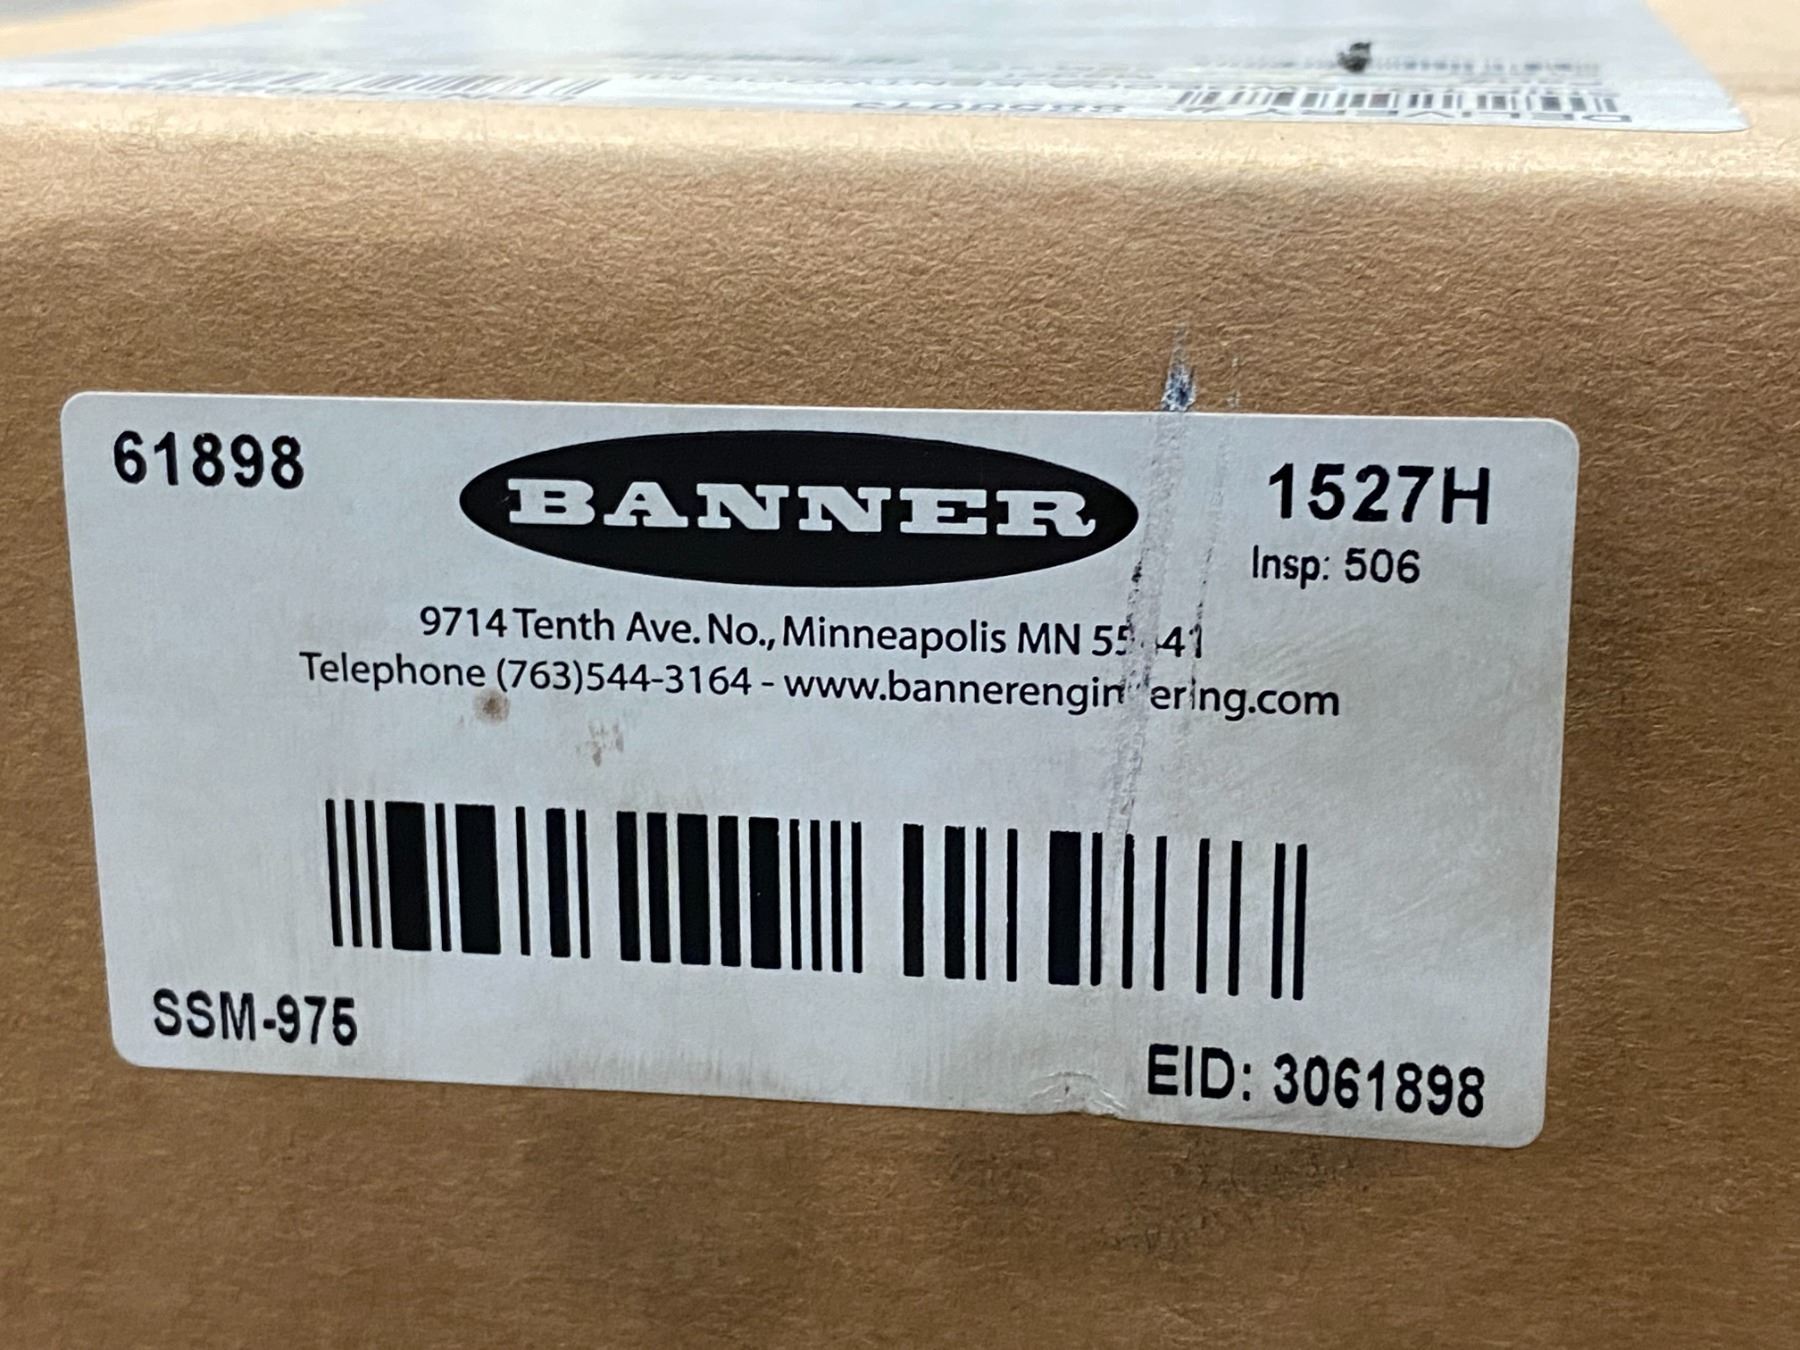 DELIVERY #
61898
BANNER
1527H
Insp: 506
9714 Tenth Ave. No., Minneapolis MN
Telephone (763)544-3164 -
SSM-975
EID: 3061898